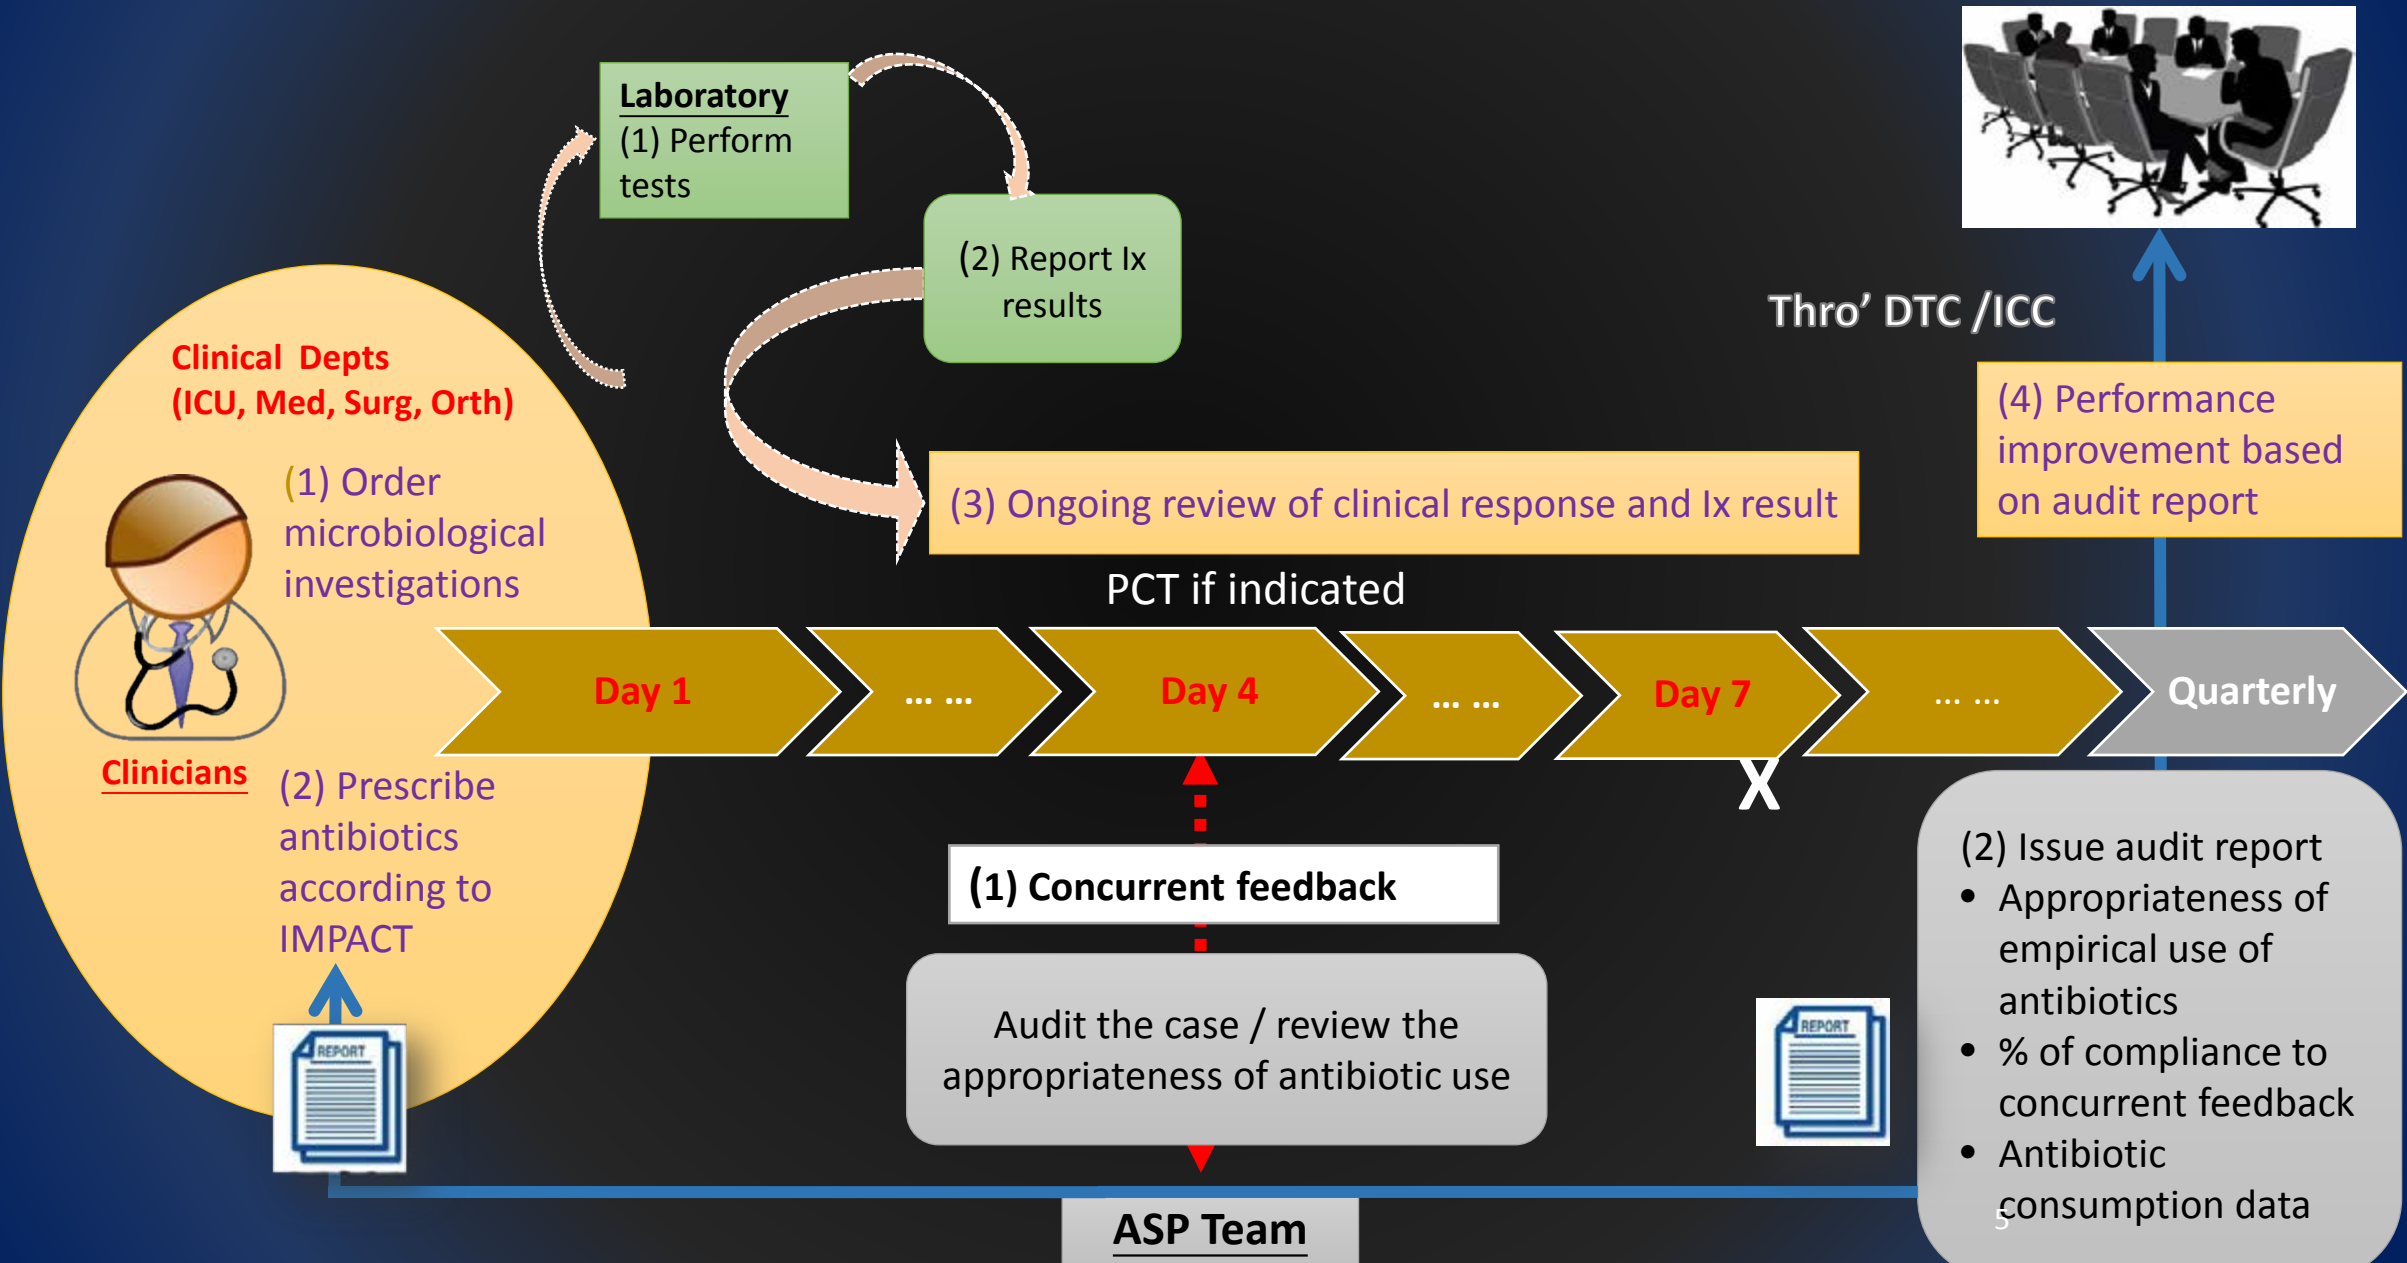 Laboratory
(1) Perform
tests
(2) Report Ix
results
Thro’ DTC /ICC
Clinical  Depts
(ICU, Med, Surg, Orth)
(1) Order
microbiological
investigations
Clinicians
(2) Prescribe
antibiotics
according to
IMPACT
REPORT
(3) Ongoing review of clinical response and Ix result
PCT if indicated
(4) Performance
improvement based
on audit report
Day 1
... ...
Day 4
... ...
Day 7
... ...
Quarterly
X
(1) Concurrent feedback
Audit the case / review the
appropriateness of antibiotic use
ASP Team
REPORT
(2) Issue audit report
• Appropriateness of
empirical use of
antibiotics
• % of compliance to
concurrent feedback
• Antibiotic
consumption data
5